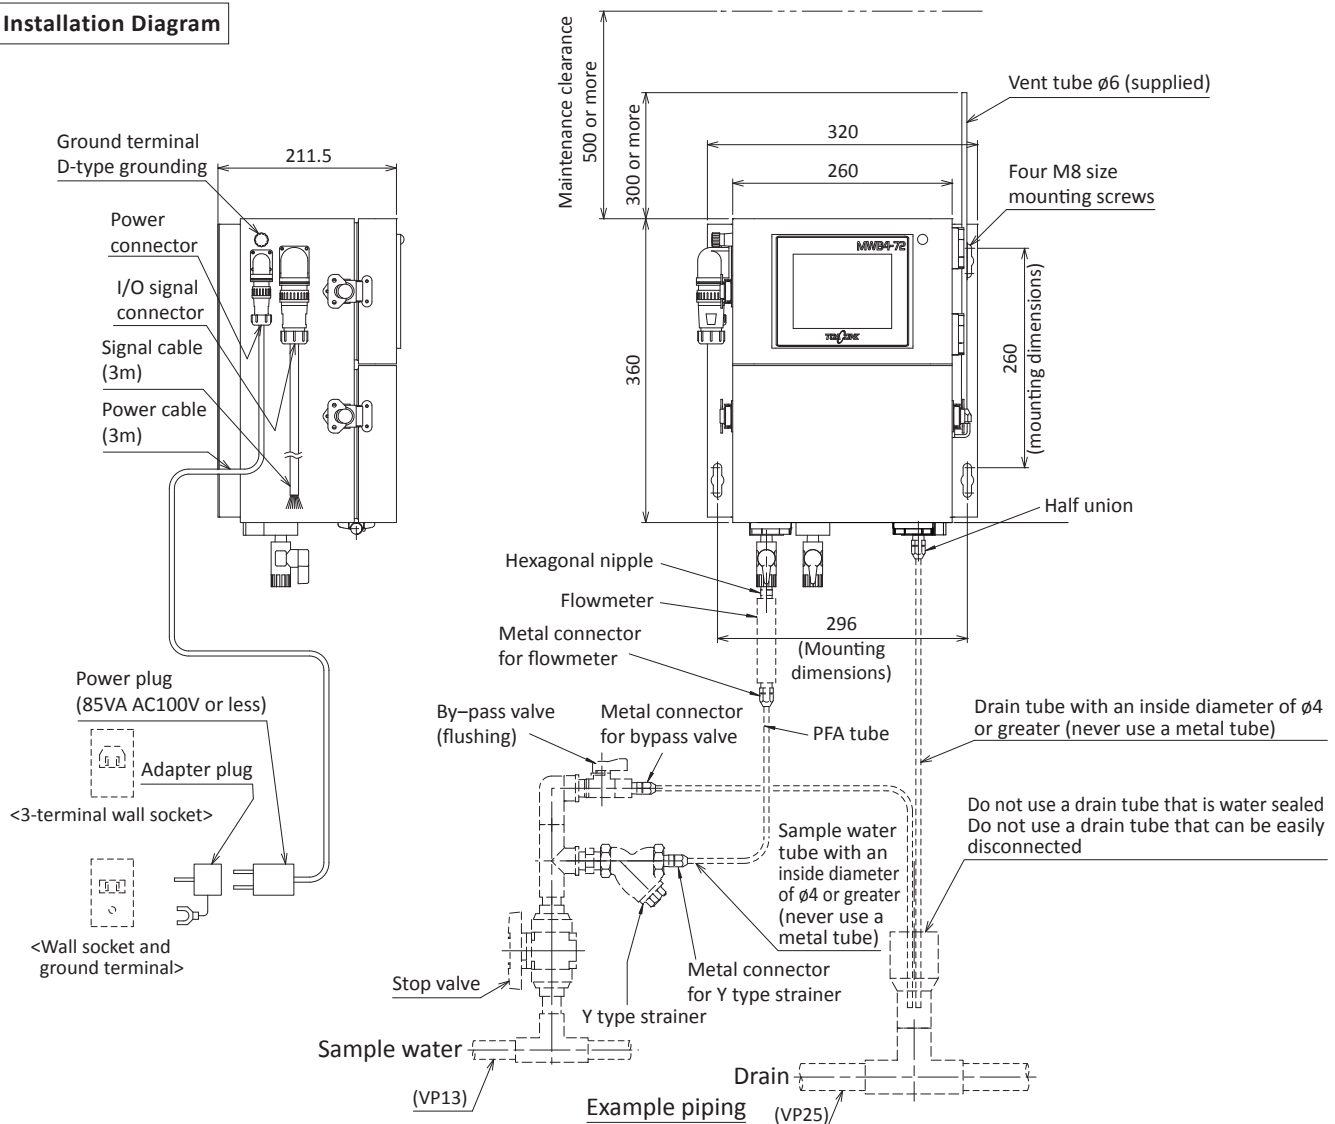 Installation Diagram
Maintenance clearance
500 or more
300 or more
Vent tube ø6 (supplied)
320
260
Four M8 size
mounting screws
Ground terminal
D-type grounding
211.5
Power
connector
I/O signal
connector
Signal cable
(3m)
Power cable
(3m)
MWB4-72
360
260
(mounting dimensions)
Half union
Hexagonal nipple
Flowmeter
Metal connector
for flowmeter
296
(Mounting
dimensions)
Power plug
(85VA AC100V or less)
Adapter plug
<3-terminal wall socket>
<Wall socket and
ground terminal>
By–pass valve
(flushing)
Metal connector
for bypass valve
PFA tube
Drain tube with an inside diameter of ø4
or greater (never use a metal tube)
Do not use a drain tube that is water sealed
Do not use a drain tube that can be easily
disconnected
Sample water
tube with an
inside diameter
of ø4 or greater
(never use a
metal tube)
Stop valve
Metal connector
for Y type strainer
Y type strainer
Sample water
(VP13)
Drain
(VP25)
Example piping